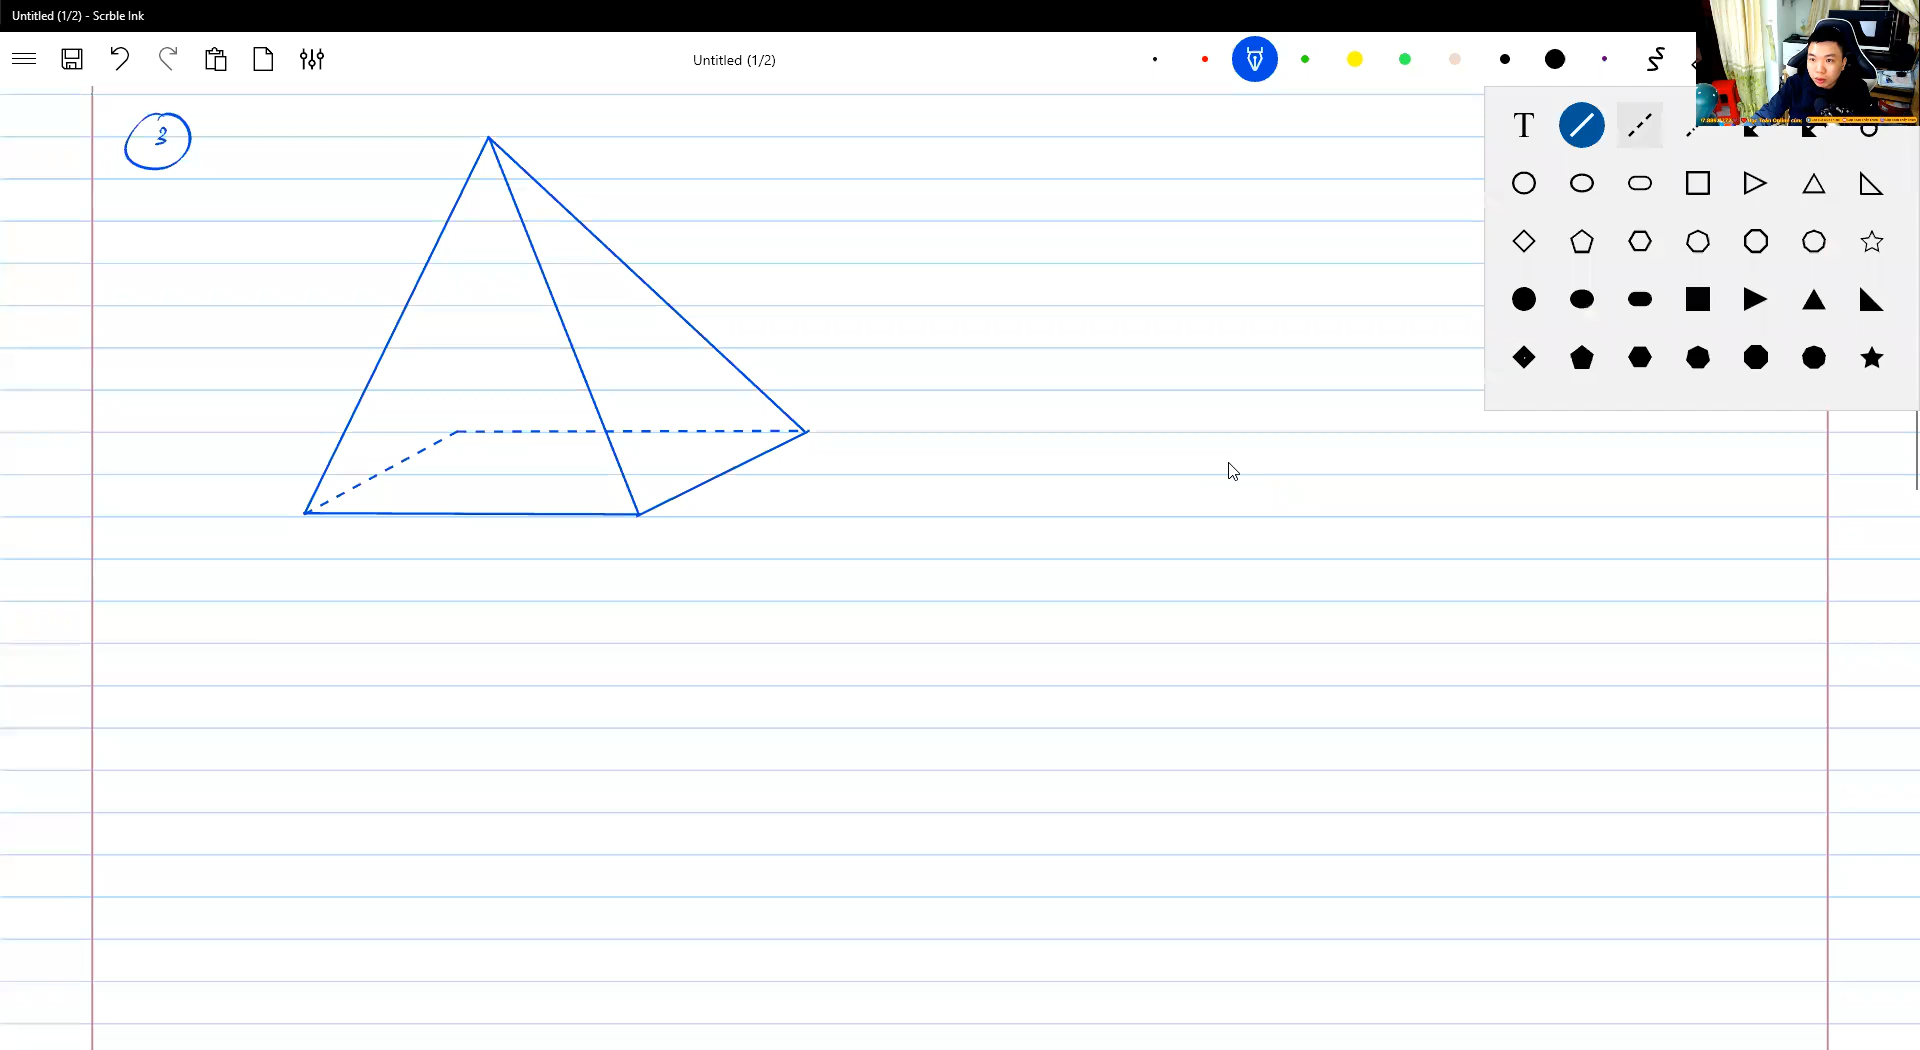 Untitled (1/2) - Scrble Ink
Untitled (1/2)
T
3